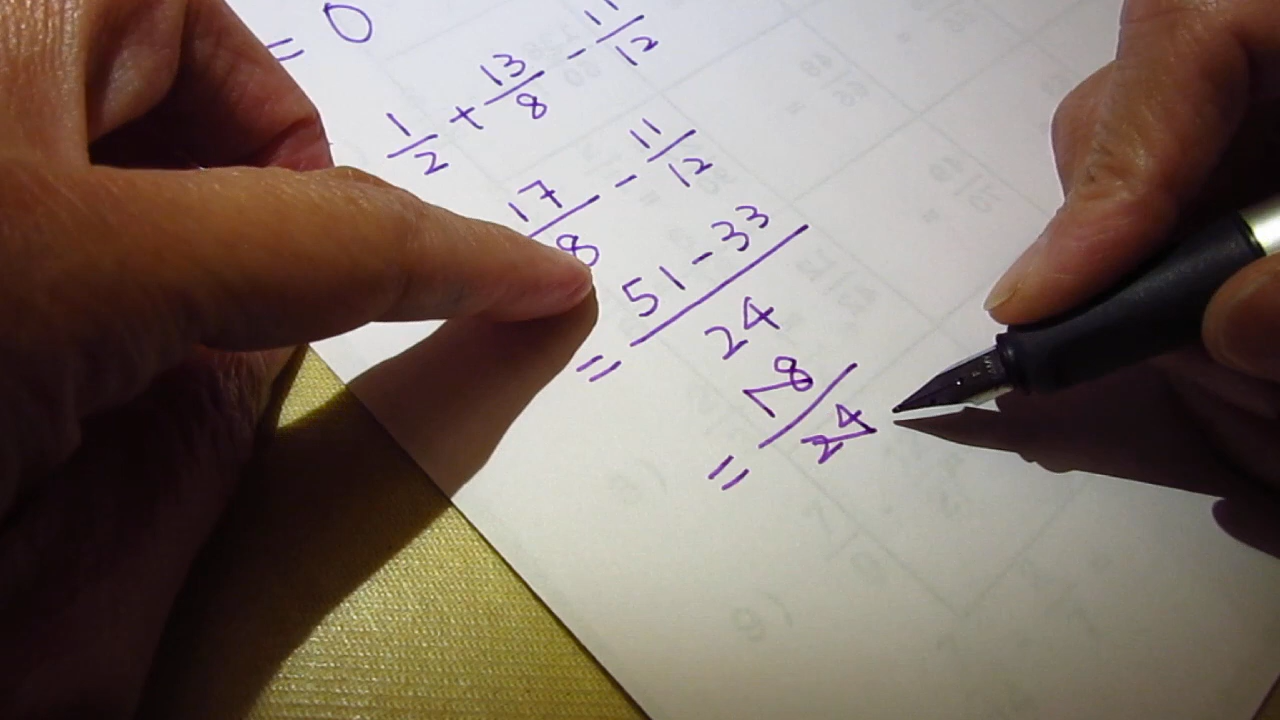 = 0
1/2 + 13/8 - 11/12
17/8 - 11/12
= 51 - 33/24
= 18/24